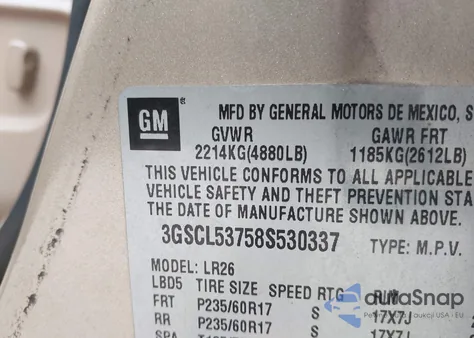 GM
MFD BY GENERAL MOTORS DE MEXICO, S
GVWR GAWR FRT
2214KG(4880LB) 1185KG(2612LB)
THIS VEHICLE CONFORMS TO ALL APPLICABLE
VEHICLE SAFETY AND THEFT PREVENTION STA
THE DATE OF MANUFACTURE SHOWN ABOVE.
3GSCL53758S530337 TYPE: M.P.V.
MODEL: LR26
LBD5 TIRE SIZE SPEED RTG RIM
FRT P235/60R17 S 17X7J
RR P235/60R17 S 17X7J
autoSnap